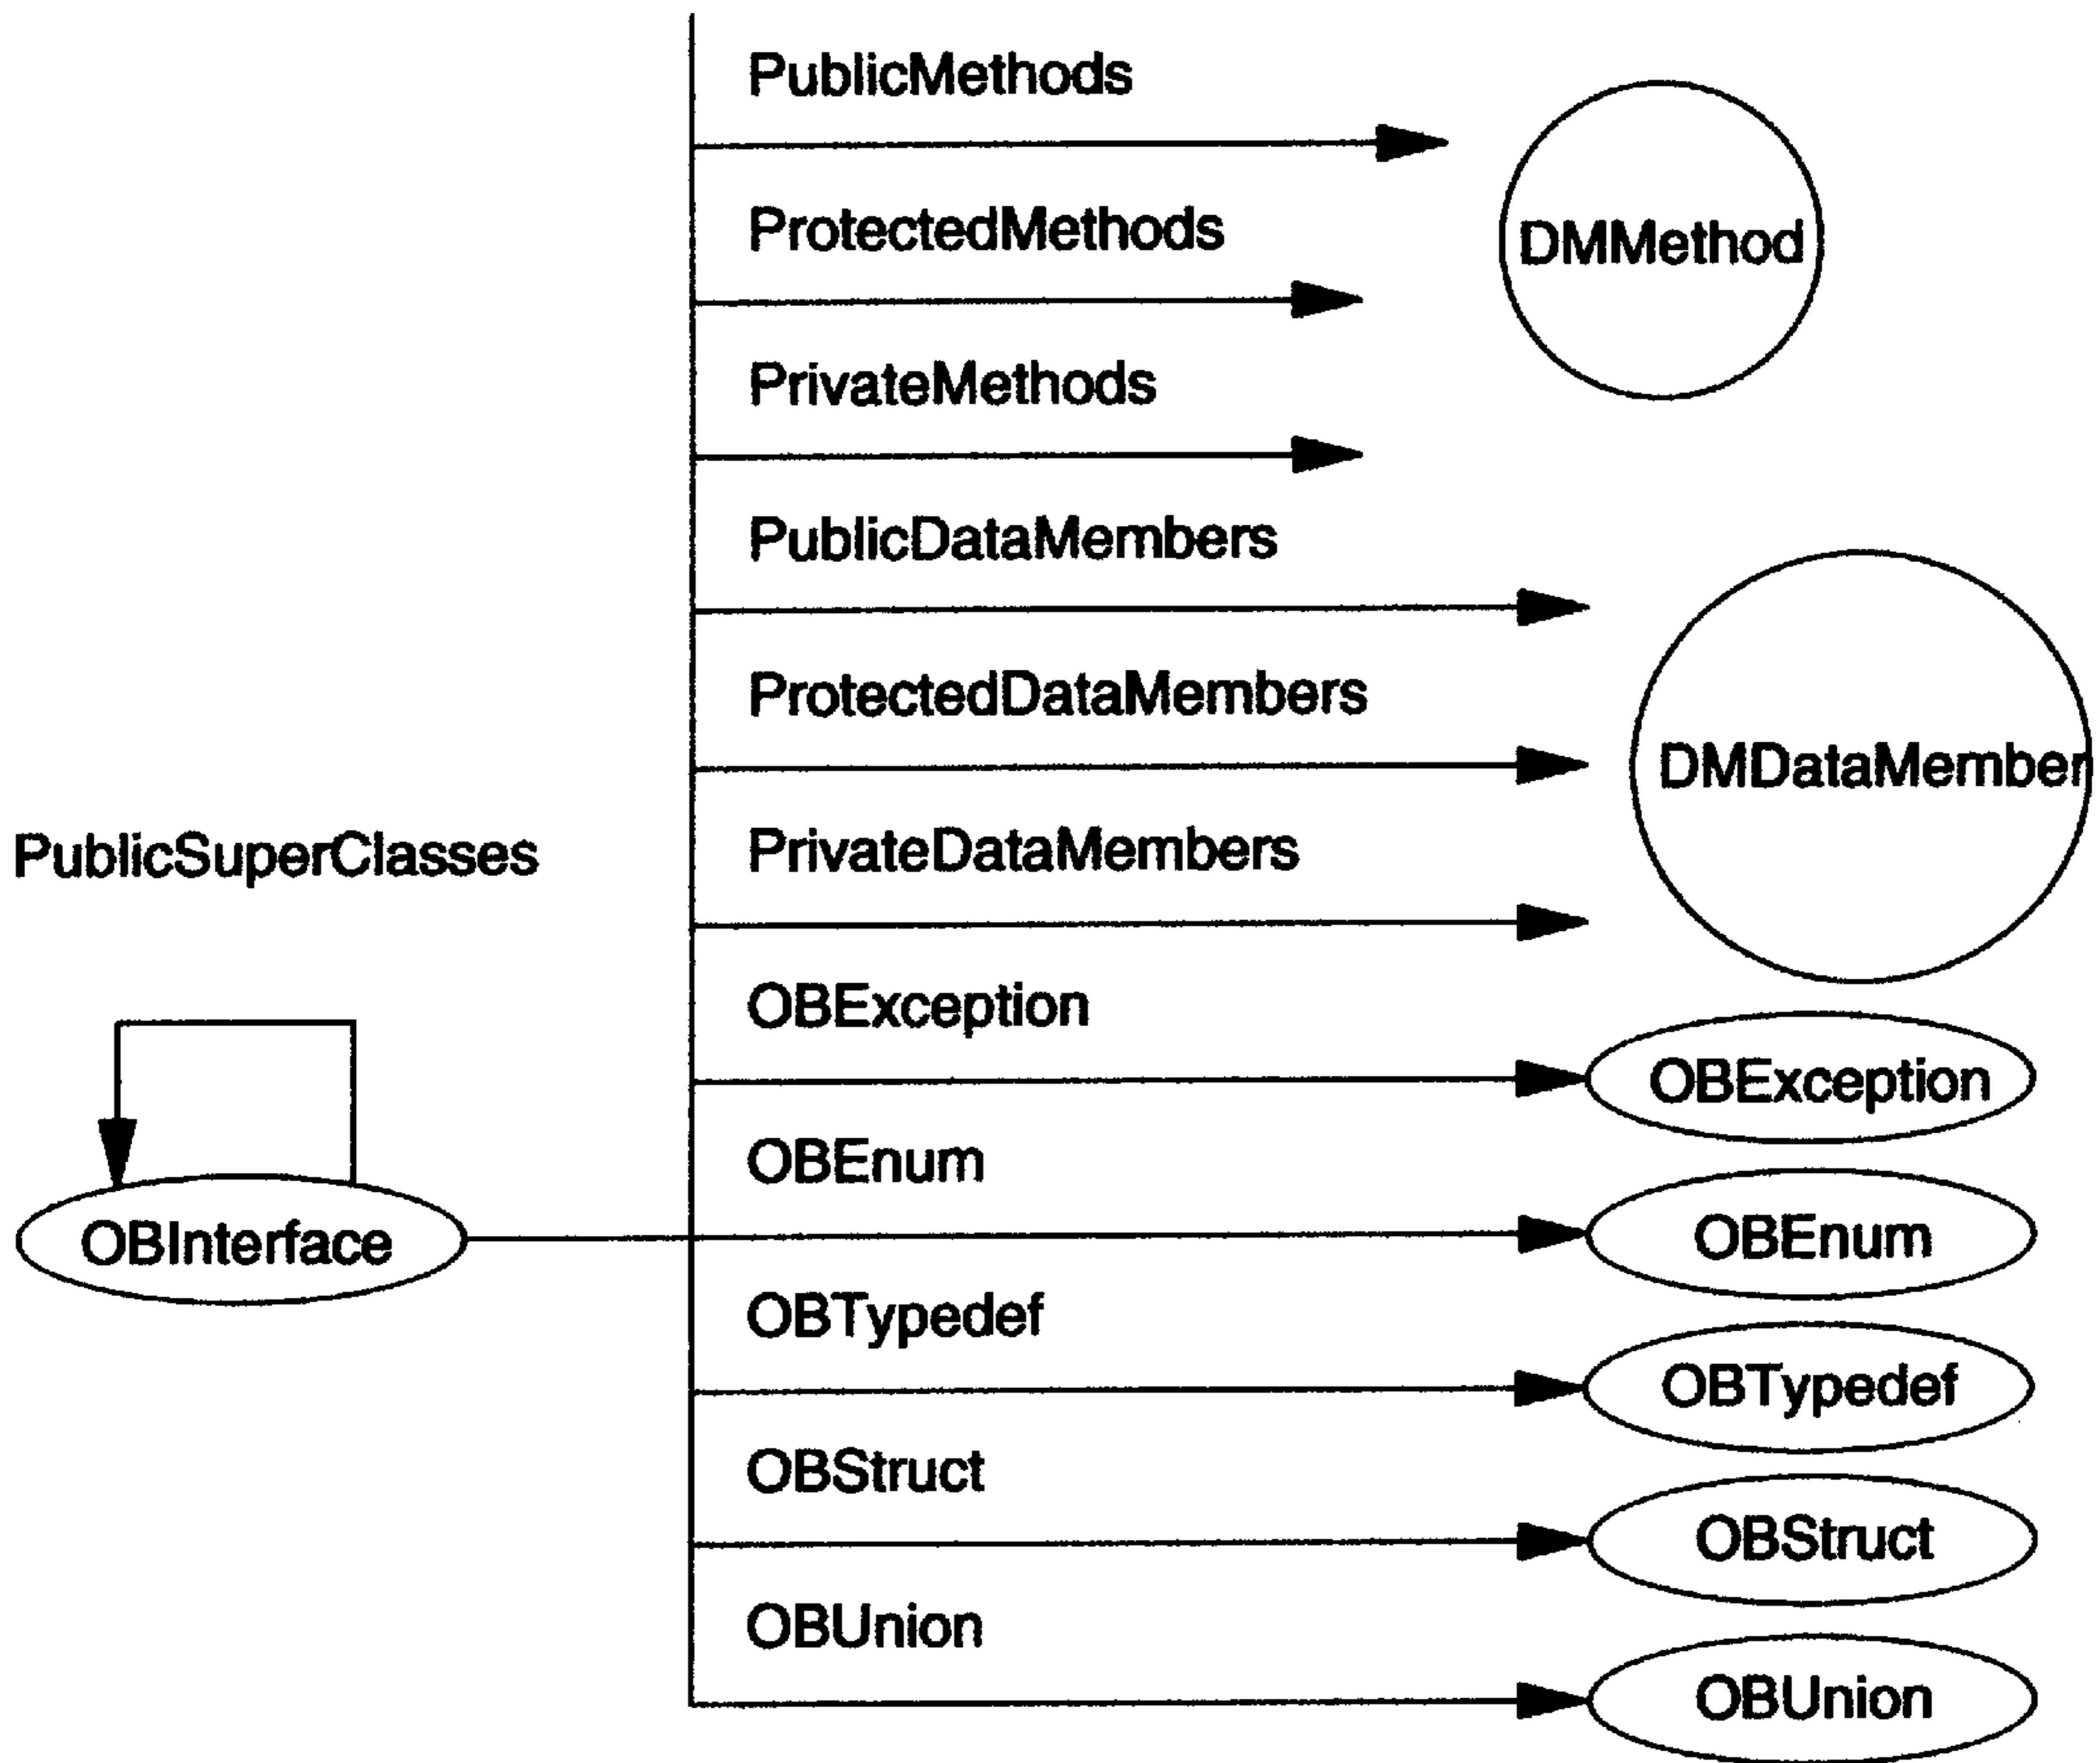 PublicMethods
DMMethod
ProtectedMethods
PrivateMethods
PublicDataMembers
ProtectedDataMembers
DMDataMember
PublicSuperClasses
PrivateDataMembers
OBException
OBException
OBEnum
OBInterface
OBEnum
OBTypedef
OBTypedef
OBStruct
OBStruct
OBUnion
OBUnion